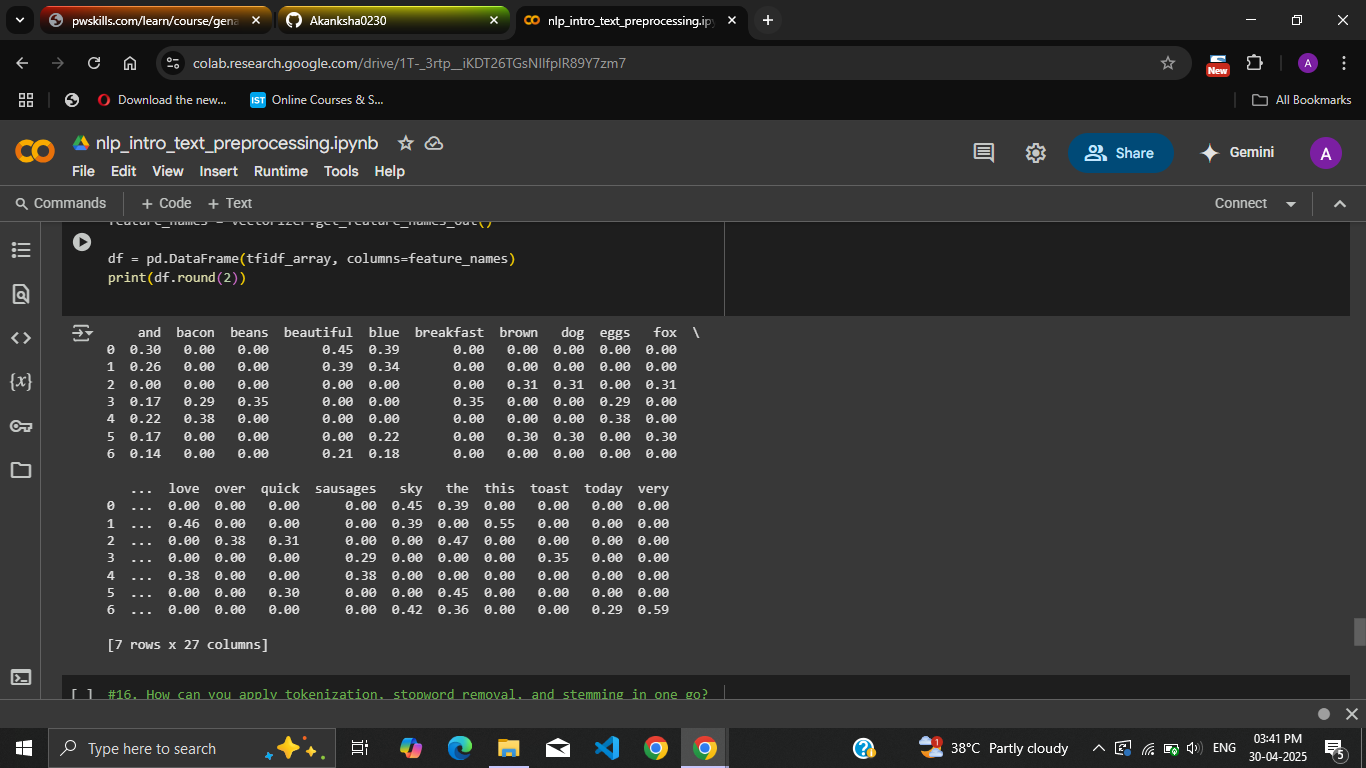 pwskills.com/learn/course/gena
Akanksha0230
nlp_intro_text_preprocessing.ip
colab.research.google.com/drive/1T-_3rtp__iKDT26TGsNIIfpIR89Y7zm7
New
A
Download the new...
IST
Online Courses & S...
All Bookmarks
nlp_intro_text_preprocessing.ipynb
File Edit View Insert Runtime Tools Help
Share
Gemini
A
Commands
+ Code + Text
Connect
feature_names = vectorizer.get_feature_names_out()
df = pd.DataFrame(tfidf_array, columns=feature_names)
print(df.round(2))
and bacon beans beautiful blue breakfast brown dog eggs fox \
0 0.30 0.00 0.00 0.45 0.39 0.00 0.00 0.00 0.00 0.00
1 0.26 0.00 0.00 0.39 0.34 0.00 0.00 0.00 0.00 0.00
2 0.00 0.00 0.00 0.00 0.00 0.00 0.31 0.31 0.00 0.31
3 0.17 0.29 0.35 0.00 0.00 0.35 0.00 0.00 0.29 0.00
4 0.22 0.38 0.00 0.00 0.00 0.00 0.00 0.00 0.38 0.00
5 0.17 0.00 0.00 0.00 0.22 0.00 0.30 0.30 0.00 0.30
6 0.14 0.00 0.00 0.21 0.18 0.00 0.00 0.00 0.00 0.00
... love over quick sausages sky the this toast today very
0 ... 0.00 0.00 0.00 0.00 0.45 0.39 0.00 0.00 0.00 0.00
1 ... 0.46 0.00 0.00 0.00 0.39 0.00 0.55 0.00 0.00 0.00
2 ... 0.00 0.38 0.31 0.00 0.00 0.47 0.00 0.00 0.00 0.00
3 ... 0.00 0.00 0.00 0.29 0.00 0.00 0.00 0.35 0.00 0.00
4 ... 0.38 0.00 0.00 0.38 0.00 0.00 0.00 0.00 0.00 0.00
5 ... 0.00 0.00 0.30 0.00 0.00 0.45 0.00 0.00 0.00 0.00
6 ... 0.00 0.00 0.00 0.00 0.42 0.36 0.00 0.00 0.29 0.59
[7 rows x 27 columns]
[ ] #16. How can you apply tokenization, stopword removal, and stemming in one go?
Type here to search
1
38°C Partly cloudy
ENG
03:41 PM
30-04-2025
5